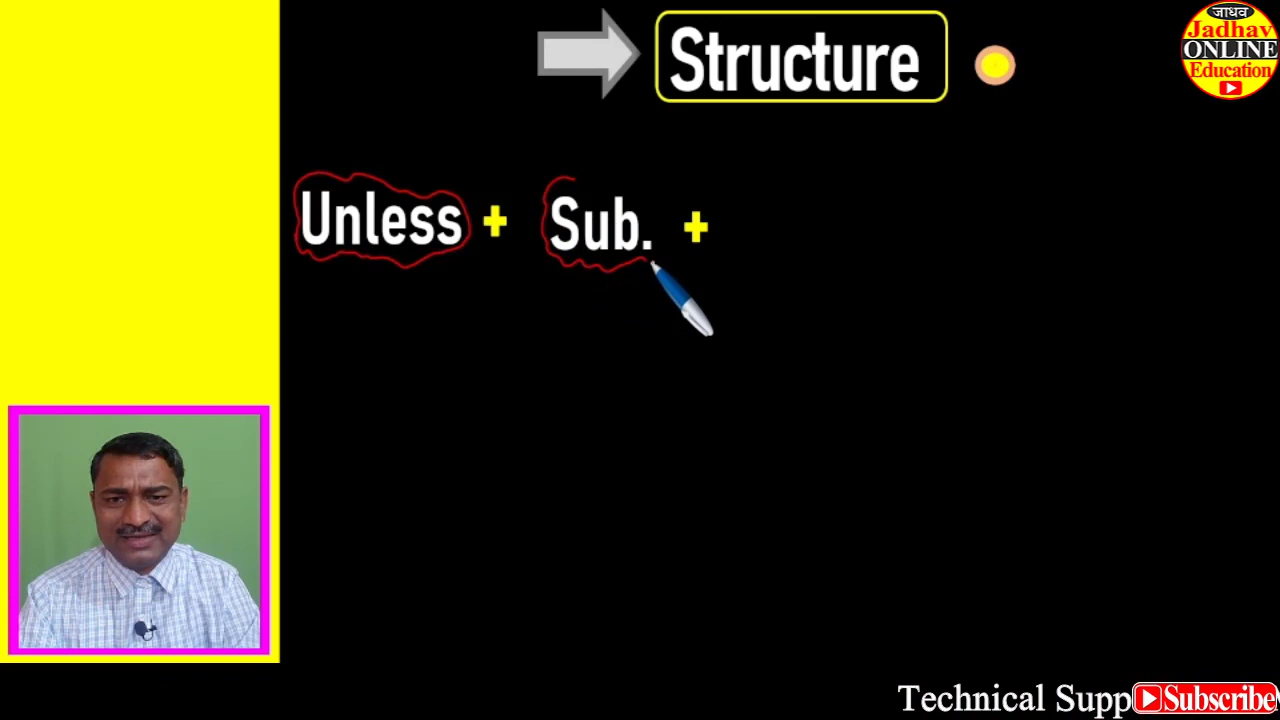 Structure
जाधव
Jadhav
ONLINE
Education
Unless + Sub. +
Technical Supp
Subscribe